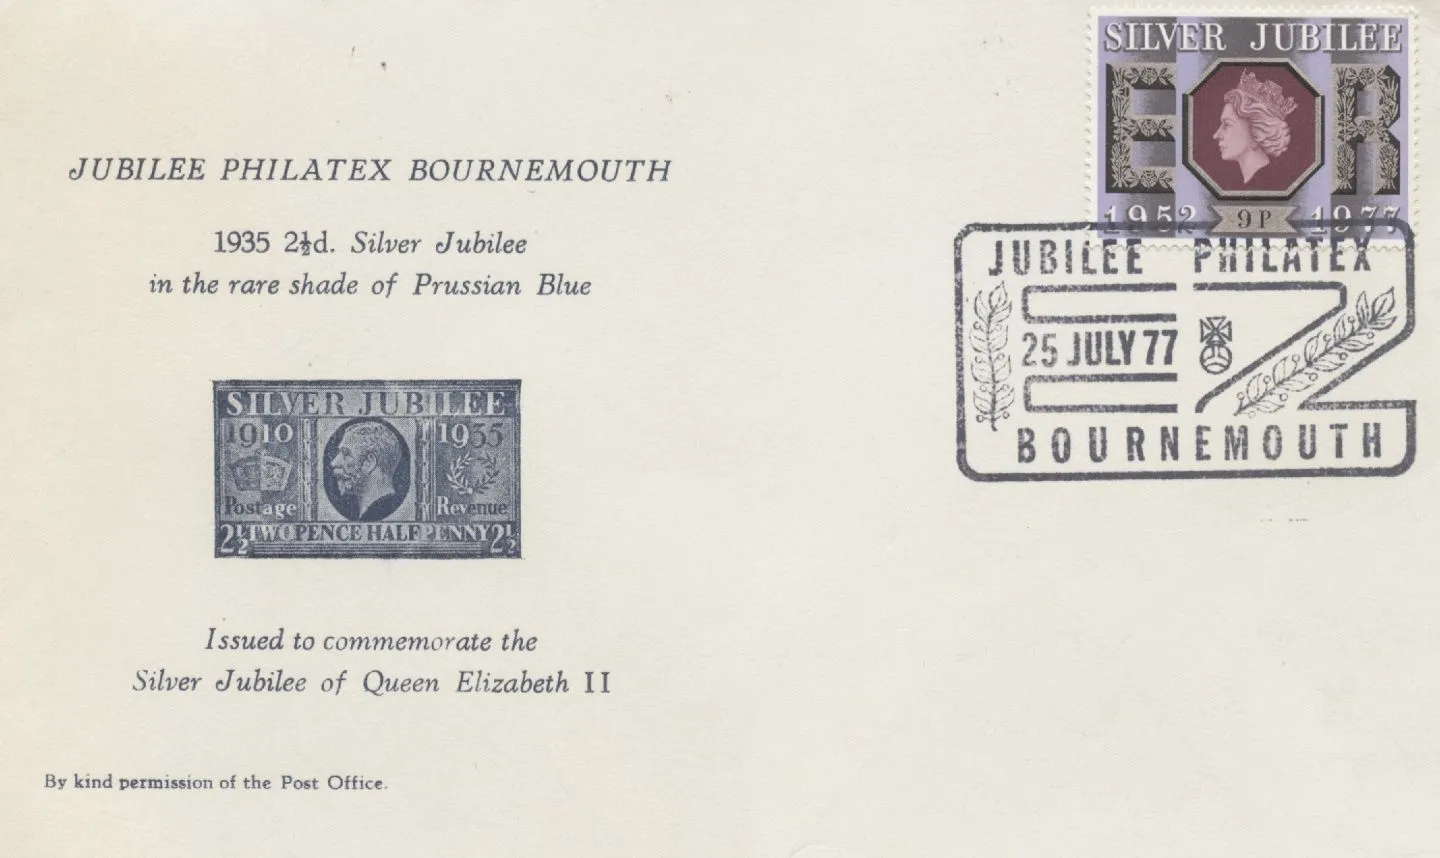 SILVER JUBILEE
E R
1952 9P 1977
JUBILEE PHILATEX
25 JULY 77
BOURNEMOUTH
JUBILEE PHILATEX BOURNEMOUTH
1935 2½d. Silver Jubilee
in the rare shade of Prussian Blue
SILVER JUBILEE
1910 1935
Postage Revenue
2½ TWO PENCE HALFPENNY 2½
Issued to commemorate the
Silver Jubilee of Queen Elizabeth II
By kind permission of the Post Office.